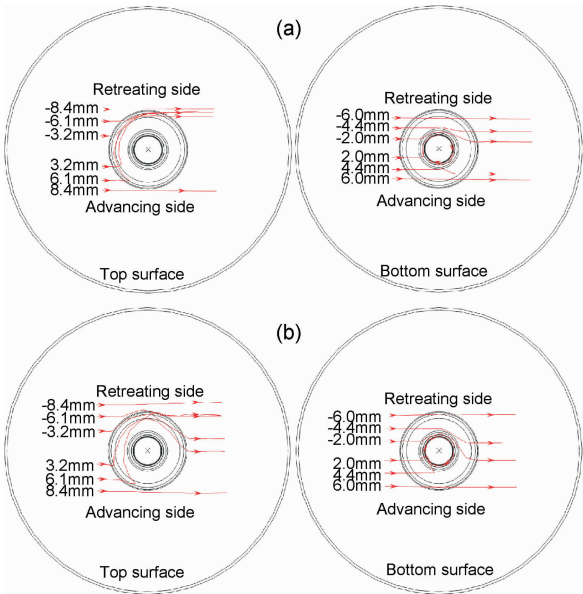 (a)
Retreating side
-8.4mm
-6.1mm
-3.2mm
3.2mm
6.1mm
8.4mm
Advancing side
Top surface
Retreating side
-6.0mm
-4.4mm
-2.0mm
2.0mm
4.4mm
6.0mm
Advancing side
Bottom surface
(b)
Retreating side
-8.4mm
-6.1mm
-3.2mm
3.2mm
6.1mm
8.4mm
Advancing side
Top surface
Retreating side
-6.0mm
-4.4mm
-2.0mm
2.0mm
4.4mm
6.0mm
Advancing side
Bottom surface